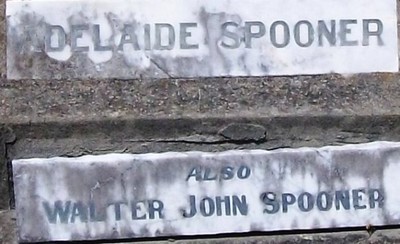 ADELAIDE SPOONER
ALSO
WALTER JOHN SPOONER